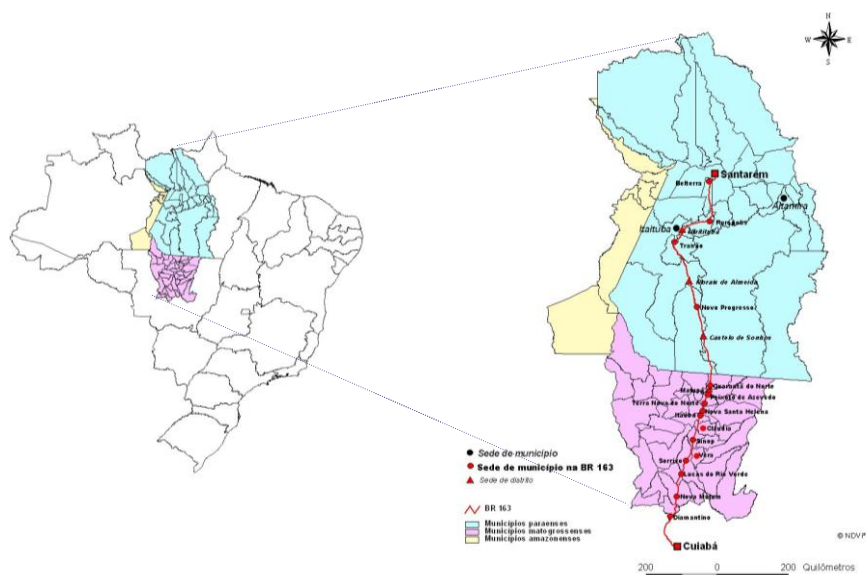 N
W E
S
Santarém
Belterra
Altamira
Rurópolis
Itaituba
Trairão
Morais de Almeida
Novo Progresso
Castelo de Sonhos
Guarantã do Norte
Peixoto de Azevedo
Terra Nova do Norte
Nova Santa Helena
Itaúba
Cláudia
Sinop
Vera
Sorriso
Lucas do Rio Verde
Nova Mutum
Diamantino
Cuiabá
Sede de município
Sede de município na BR 163
Sede de distrito
BR 163
Municípios paraenses
Municípios matogrossenses
Municípios amazonenses
200 0 200 Quilômetros